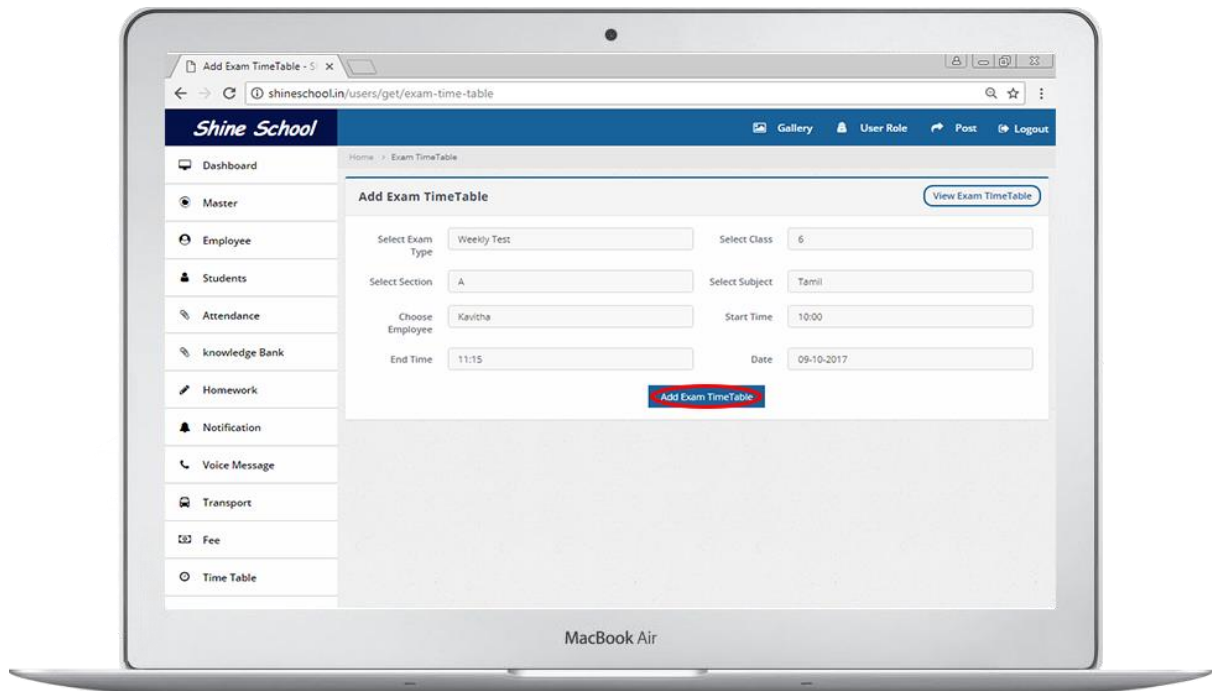 Add Exam TimeTable - S
shineschool.in/users/get/exam-time-table
Shine School
Gallery
User Role
Post
Logout
Dashboard
Master
Employee
Students
Attendance
knowledge Bank
Homework
Notification
Voice Message
Transport
Fee
Time Table
Home > Exam TimeTable
Add Exam TimeTable
View Exam TimeTable
Select Exam
Type
Weekly Test
Select Class
6
Select Section
A
Select Subject
Tamil
Choose
Employee
Kavitha
Start Time
10:00
End Time
11:15
Date
09-10-2017
Add Exam TimeTable
MacBook Air